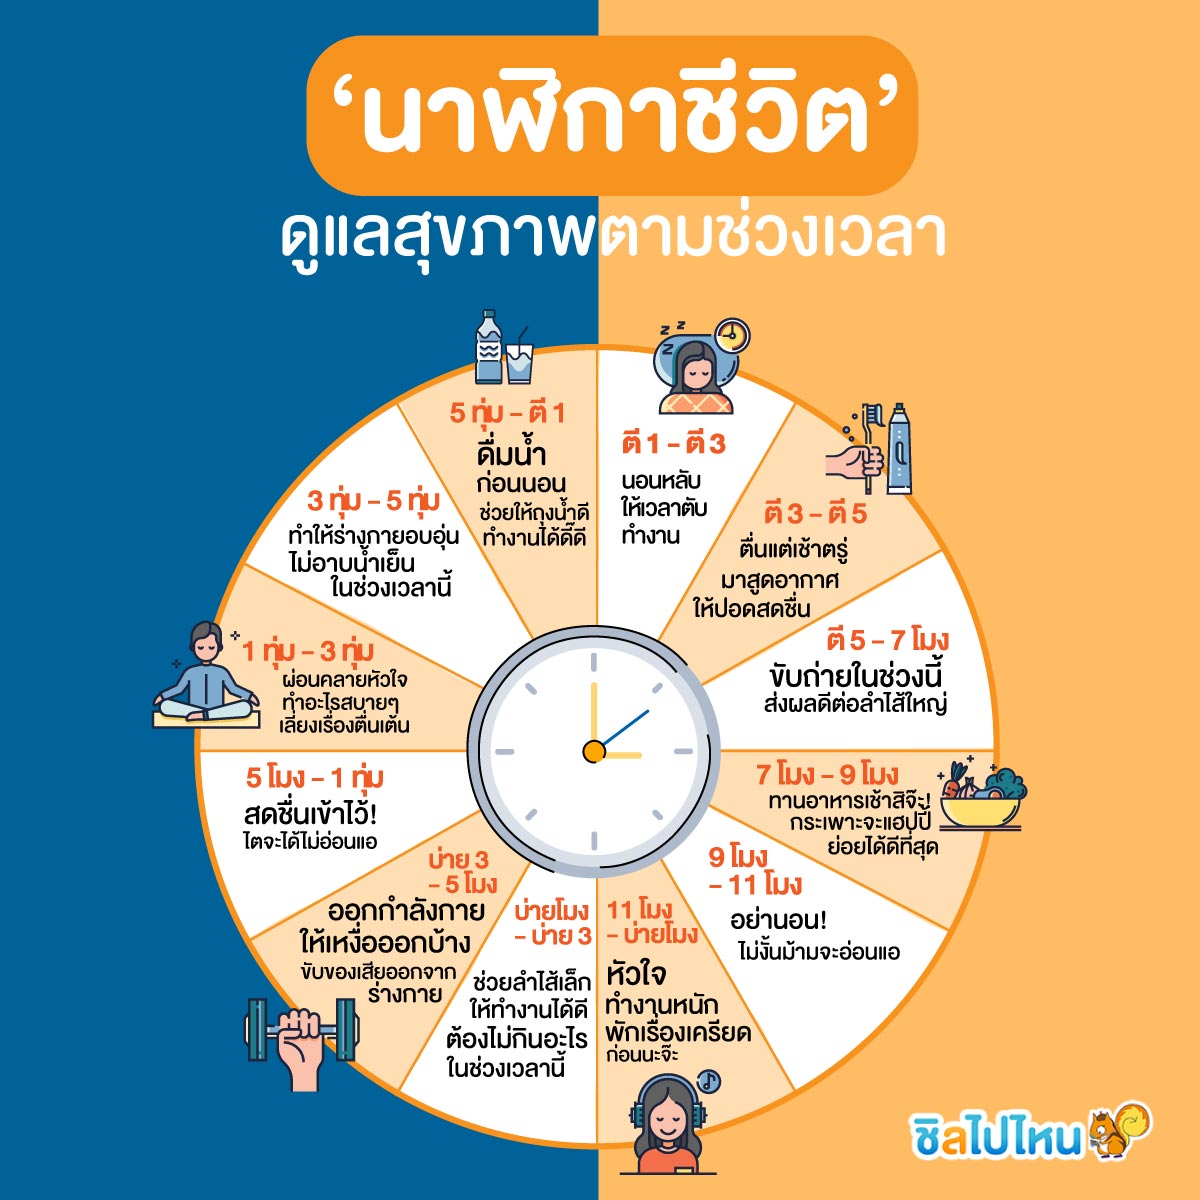 ‘นาฬิกาชีวิต’
ดูแลสุขภาพตามช่วงเวลา
ตี 1 - ตี 3
นอนหลับ
ให้เวลาตับ
ทำงาน
ตี 3 - ตี 5
ตื่นแต่เช้าตรู่
มาสูดอากาศ
ให้ปอดสดชื่น
ตี 5 - 7 โมง
ขับถ่ายในช่วงนี้
ส่งผลดีต่อลำไส้ใหญ่
7 โมง - 9 โมง
ทานอาหารเช้าสิจ๊ะ!
กระเพาะจะแฮปปี้
ย่อยได้ดีที่สุด
9 โมง
- 11 โมง
อย่านอน!
ไม่งั้นม้ามจะอ่อนแอ
11 โมง
- บ่ายโมง
หัวใจ
ทำงานหนัก
พักเรื่องเครียด
ก่อนนะจ๊ะ
บ่ายโมง
- บ่าย 3
ช่วยลำไส้เล็ก
ให้ทำงานได้ดี
ต้องไม่กินอะไร
ในช่วงเวลานี้
บ่าย 3
- 5 โมง
ออกกำลังกาย
ให้เหงื่อออกบ้าง
ขับของเสียออกจาก
ร่างกาย
5 โมง - 1 ทุ่ม
สดชื่นเข้าไว้!
ไตจะได้ไม่อ่อนแอ
1 ทุ่ม - 3 ทุ่ม
ผ่อนคลายหัวใจ
ทำอะไรสบายๆ
เลี่ยงเรื่องตื่นเต้น
3 ทุ่ม - 5 ทุ่ม
ทำให้ร่างกายอบอุ่น
ไม่อาบน้ำเย็น
ในช่วงเวลานี้
5 ทุ่ม - ตี 1
ดื่มน้ำ
ก่อนนอน
ช่วยให้ถุงน้ำดี
ทำงานได้ดี๊ดี
z z z
ชิลไปไหน